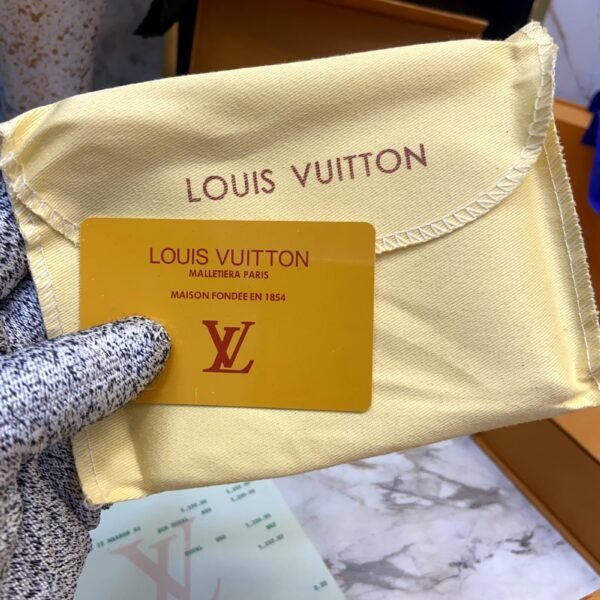 LOUIS VUITTON
LOUIS VUITTON
MALLETIERA PARIS
MAISON FONDEE EN 1854
LV